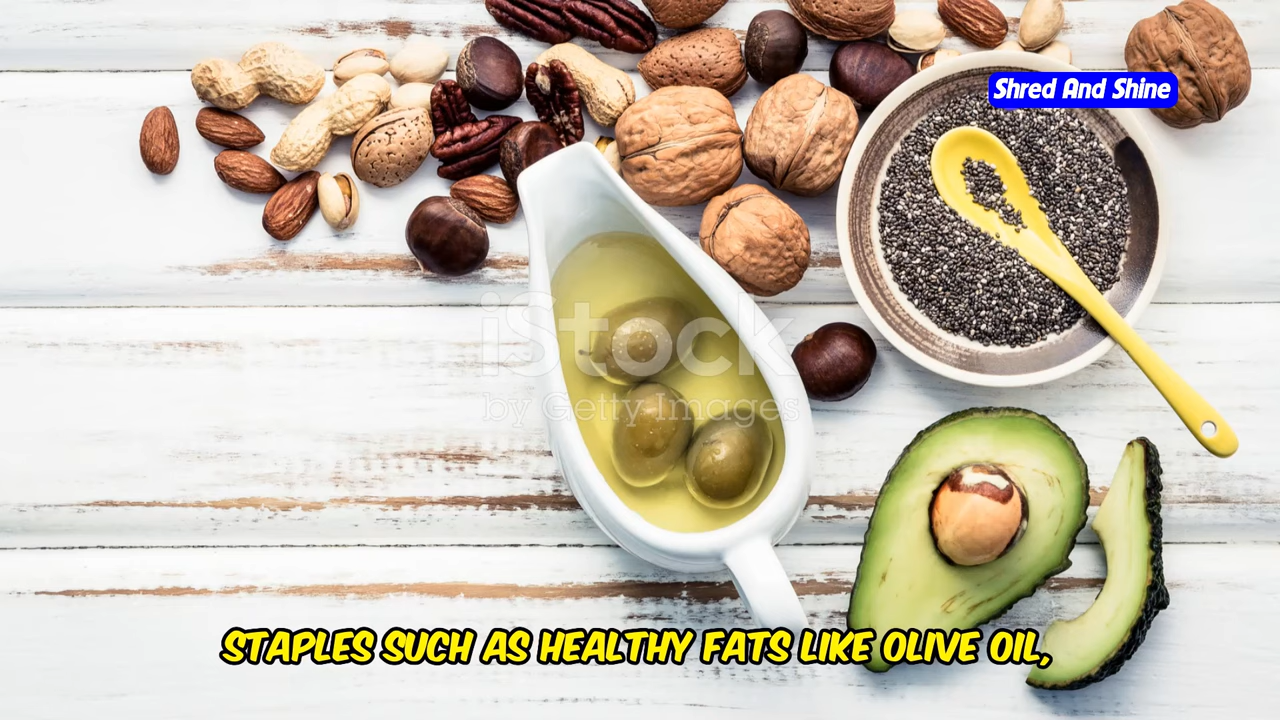 Shred And Shine
iStock
by Getty Images
STAPLES SUCH AS HEALTHY FATS LIKE OLIVE OIL,